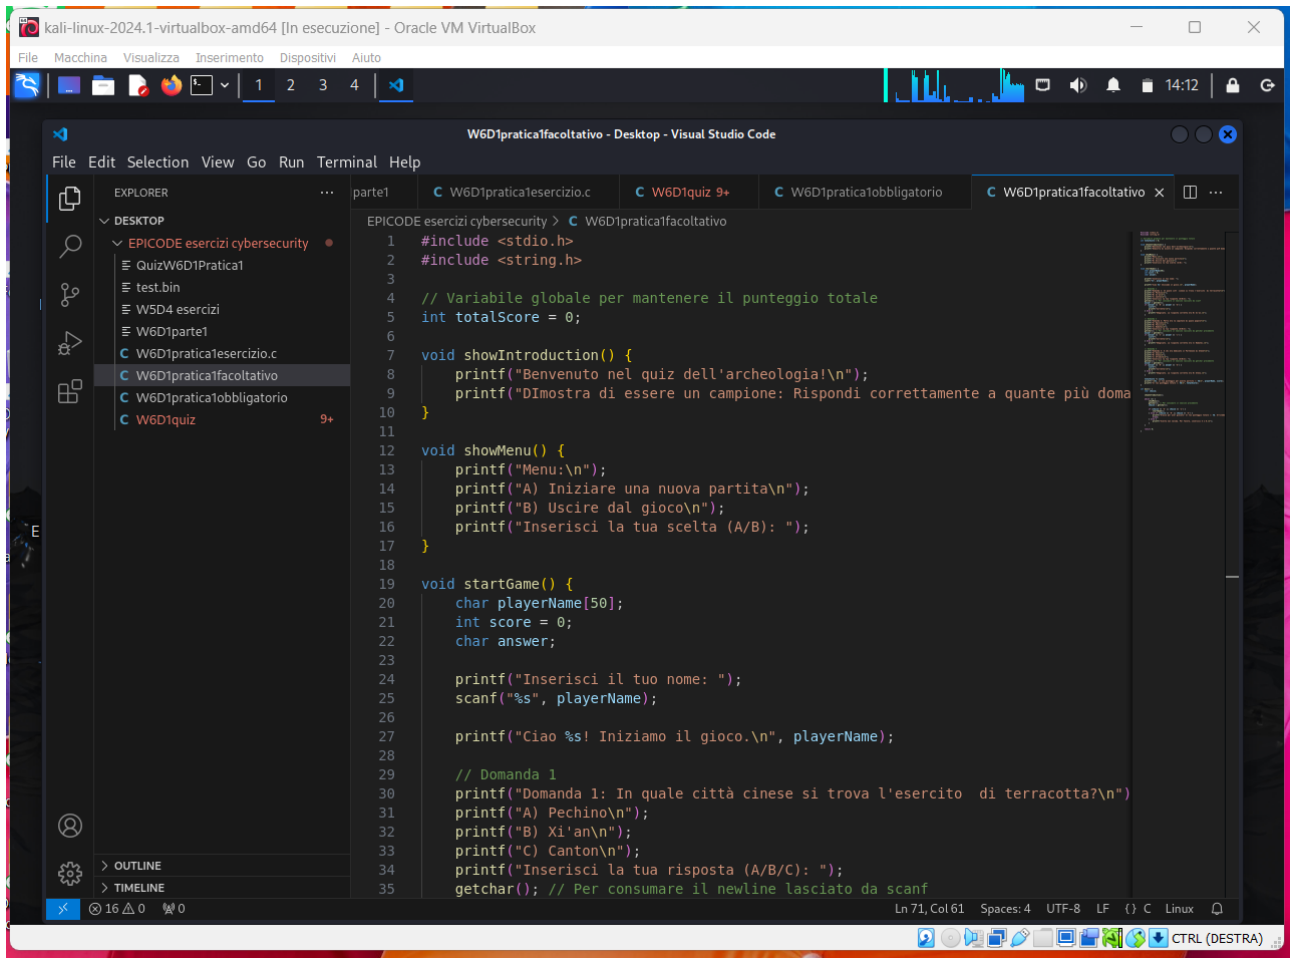 kali-linux-2024.1-virtualbox-amd64 [In esecuzione] - Oracle VM VirtualBox
File Macchina Visualizza Inserimento Dispositivi Aiuto
1 2 3 4 14:12
W6D1pratica1facoltativo - Desktop - Visual Studio Code
File Edit Selection View Go Run Terminal Help
EXPLORER
DESKTOP
EPICODE esercizi cybersecurity
QuizW6D1Pratica1
test.bin
W5D4 esercizi
W6D1parte1
C W6D1pratica1esercizio.c
C W6D1pratica1facoltativo
C W6D1pratica1obbligatorio
C W6D1quiz 9+
OUTLINE
TIMELINE
parte1 C W6D1pratica1esercizio.c C W6D1quiz 9+ C W6D1pratica1obbligatorio C W6D1pratica1facoltativo
EPICODE esercizi cybersecurity > C W6D1pratica1facoltativo
1 #include <stdio.h>
2 #include <string.h>
3
4 // Variabile globale per mantenere il punteggio totale
5 int totalScore = 0;
6
7 void showIntroduction() {
8 printf("Benvenuto nel quiz dell'archeologia!\n");
9 printf("DImostra di essere un campione: Rispondi correttamente a quante più doma
10 }
11
12 void showMenu() {
13 printf("Menu:\n");
14 printf("A) Iniziare una nuova partita\n");
15 printf("B) Uscire dal gioco\n");
16 printf("Inserisci la tua scelta (A/B): ");
17 }
18
19 void startGame() {
20 char playerName[50];
21 int score = 0;
22 char answer;
23
24 printf("Inserisci il tuo nome: ");
25 scanf("%s", playerName);
26
27 printf("Ciao %s! Iniziamo il gioco.\n", playerName);
28
29 // Domanda 1
30 printf("Domanda 1: In quale città cinese si trova l'esercito  di terracotta?\n")
31 printf("A) Pechino\n");
32 printf("B) Xi'an\n");
33 printf("C) Canton\n");
34 printf("Inserisci la tua risposta (A/B/C): ");
35 getchar(); // Per consumare il newline lasciato da scanf
16 0 0 Ln 71, Col 61 Spaces: 4 UTF-8 LF {} C Linux
CTRL (DESTRA)